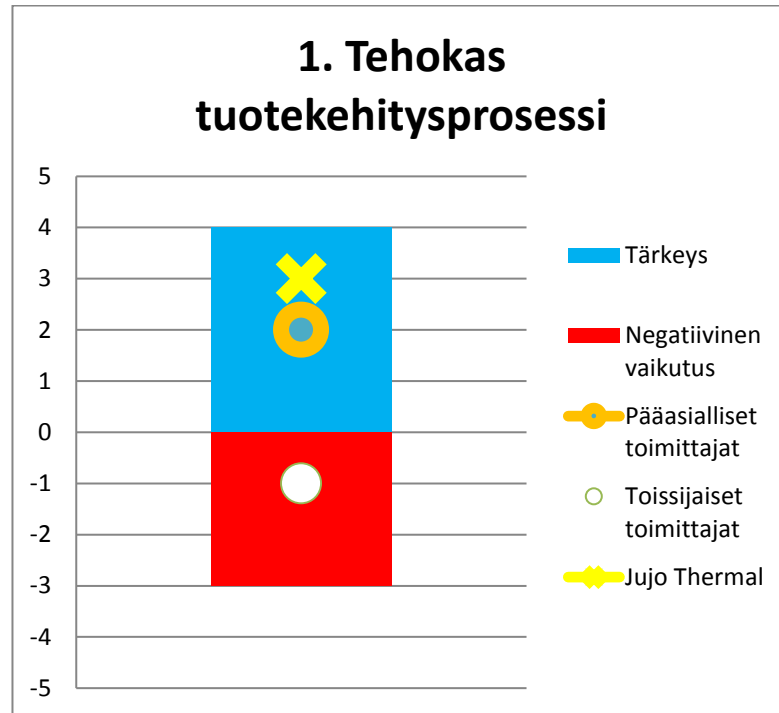 1. Tehokas
tuotekehitysprosessi
5
4
3
2
1
0
-1
-2
-3
-4
-5
Tärkeys
Negatiivinen
vaikutus
Pääasialliset
toimittajat
Toissijaiset
toimittajat
Jujo Thermal